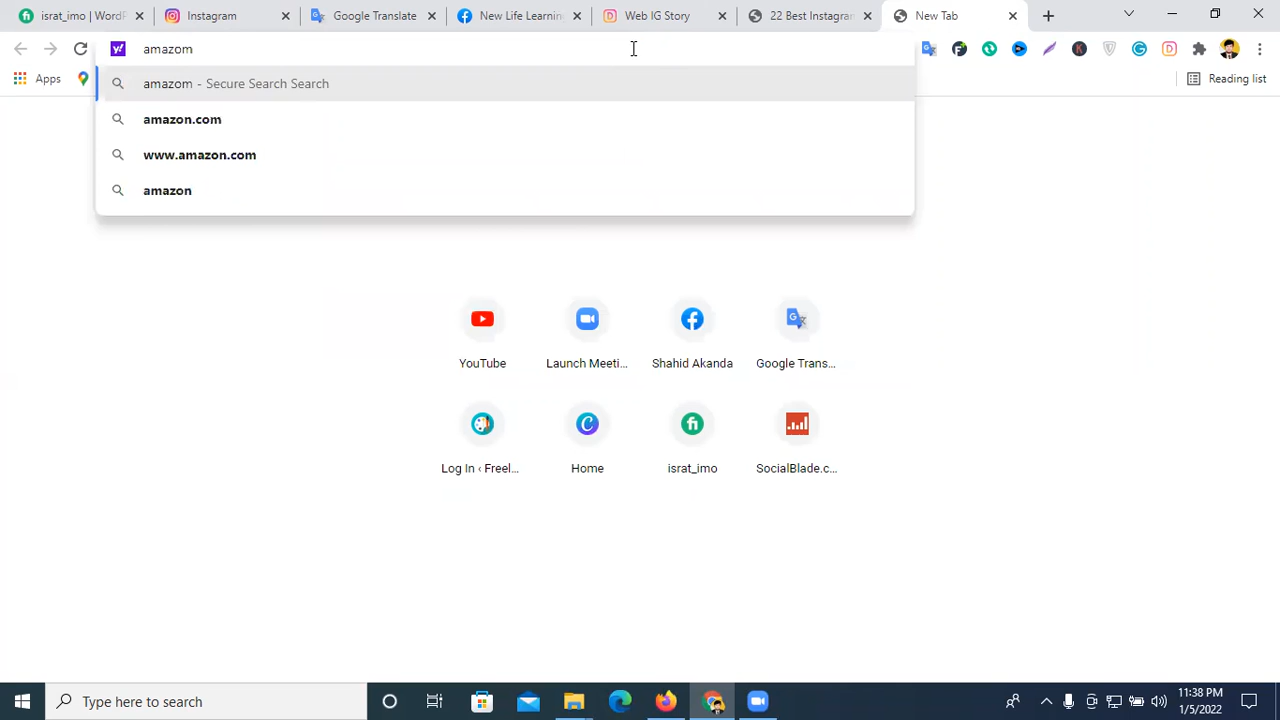 israt_imo | WordP
Instagram
Google Translate
New Life Learnin
Web IG Story
22 Best Instagram
New Tab
amazom
Apps
Reading list
amazom - Secure Search Search
amazon.com
www.amazon.com
amazon
YouTube
Launch Meeti...
Shahid Akanda
Google Trans...
Log In ‹ Freel...
Home
israt_imo
SocialBlade.c...
Type here to search
11:38 PM
1/5/2022